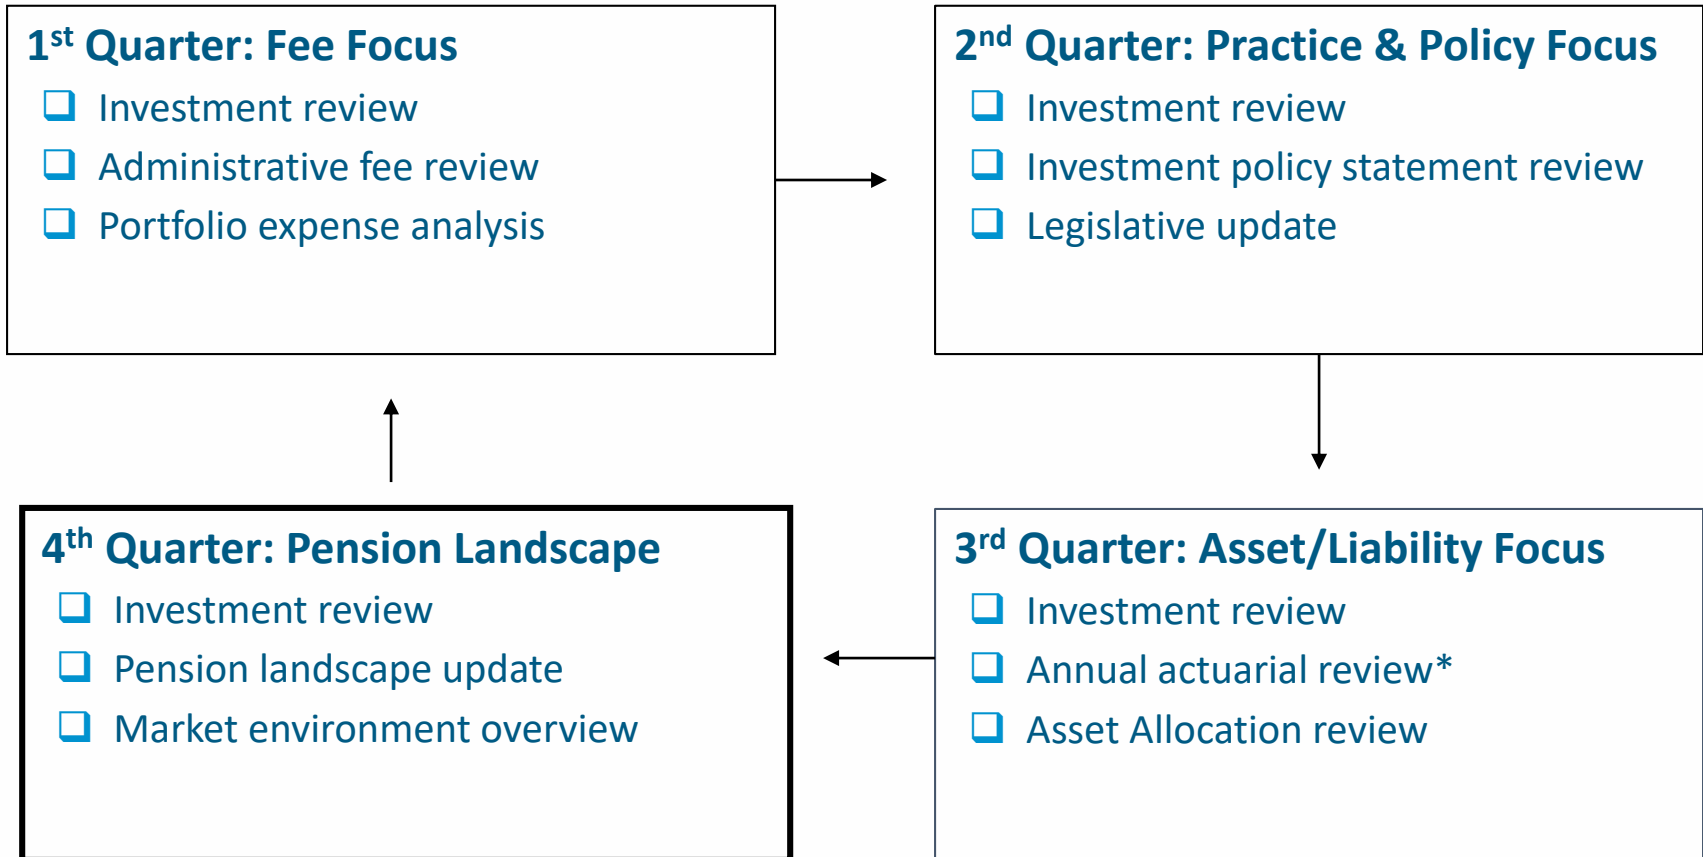 1st Quarter: Fee Focus
❑ Investment review
❑ Administrative fee review
❑ Portfolio expense analysis
2nd Quarter: Practice & Policy Focus
❑ Investment review
❑ Investment policy statement review
❑ Legislative update
4th Quarter: Pension Landscape
❑ Investment review
❑ Pension landscape update
❑ Market environment overview
3rd Quarter: Asset/Liability Focus
❑ Investment review
❑ Annual actuarial review*
❑ Asset Allocation review